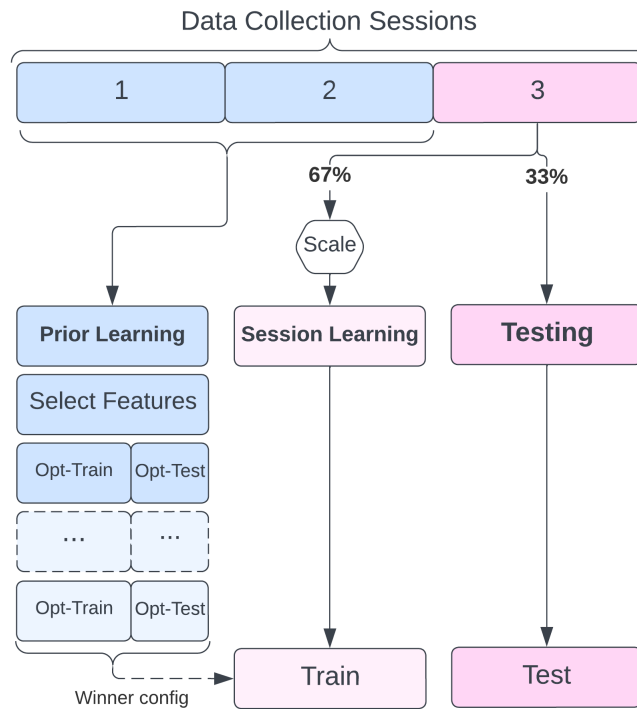 Data Collection Sessions
1
2
3
67%
33%
Scale
Prior Learning
Session Learning
Testing
Select Features
Opt-Train
Opt-Test
...
...
Opt-Train
Opt-Test
Train
Test
Winner config